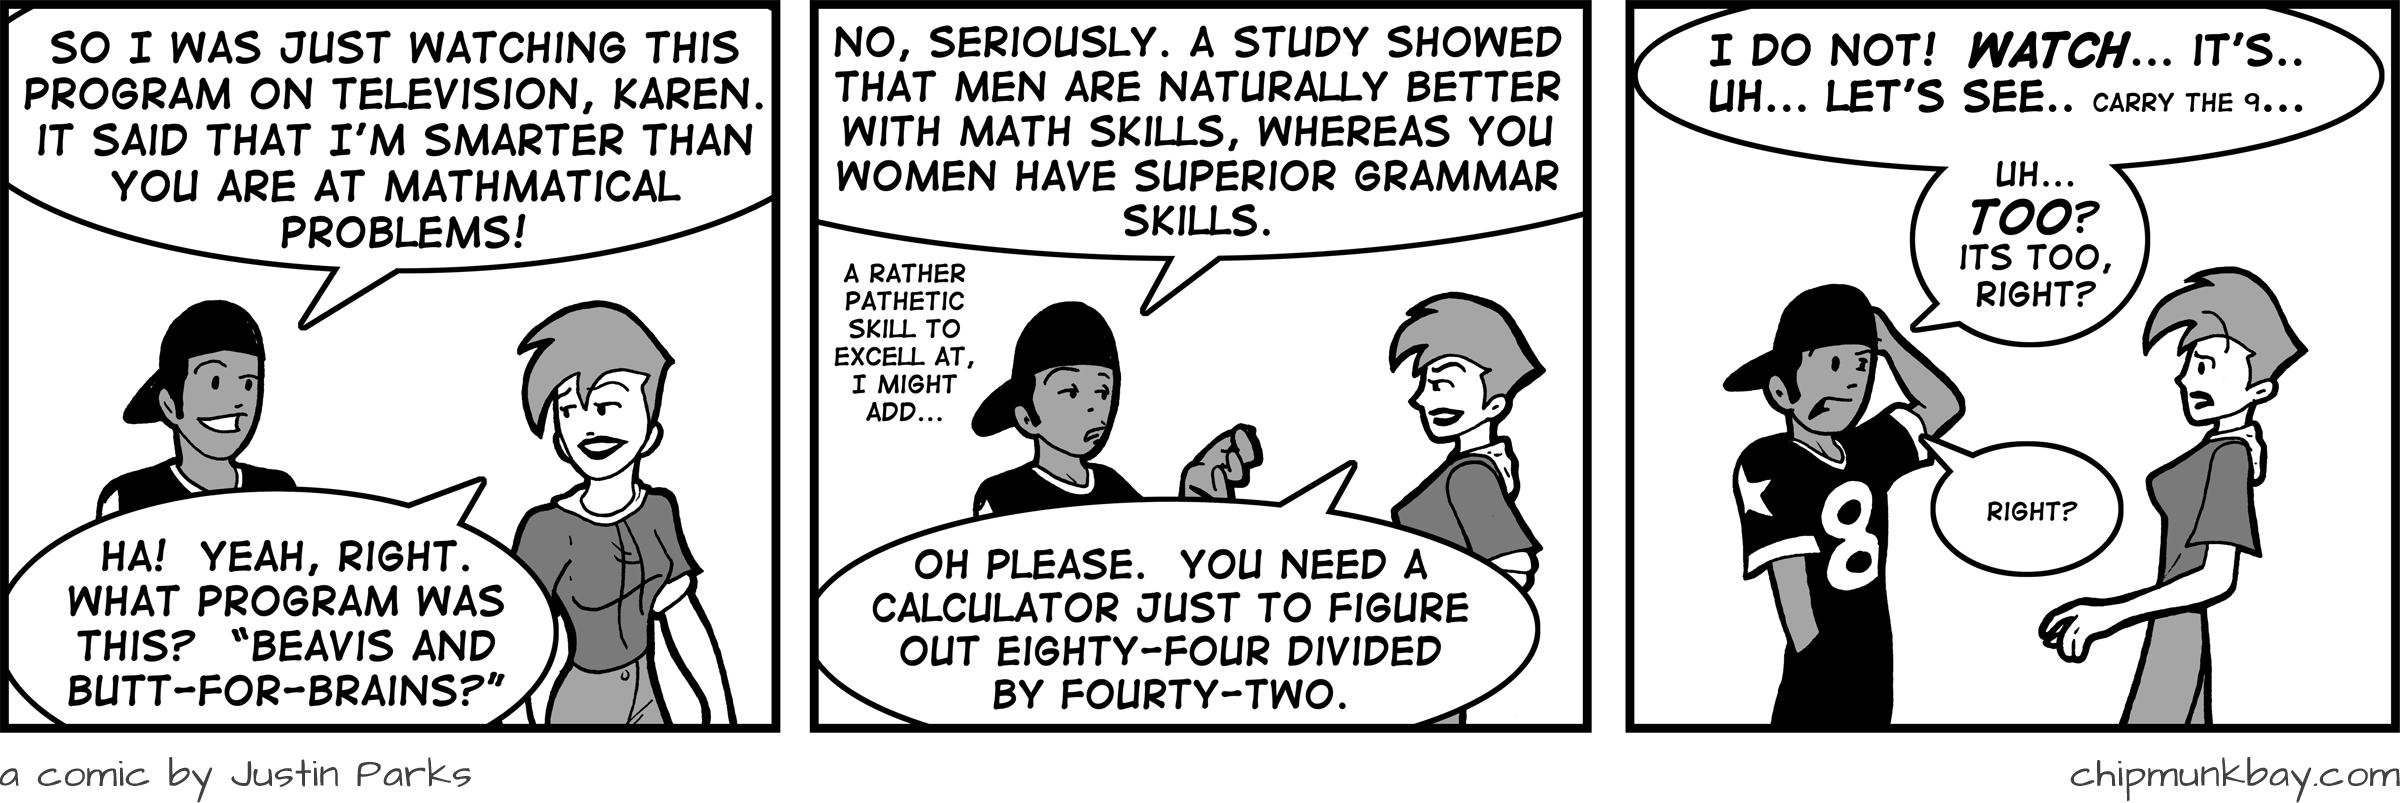 SO I WAS JUST WATCHING THIS
PROGRAM ON TELEVISION, KAREN.
IT SAID THAT I'M SMARTER THAN
YOU ARE AT MATHMATICAL
PROBLEMS!
HA! YEAH, RIGHT.
WHAT PROGRAM WAS
THIS? "BEAVIS AND
BUTT-FOR-BRAINS?"
NO, SERIOUSLY. A STUDY SHOWED
THAT MEN ARE NATURALLY BETTER
WITH MATH SKILLS, WHEREAS YOU
WOMEN HAVE SUPERIOR GRAMMAR
SKILLS.
A RATHER
PATHETIC
SKILL TO
EXCELL AT,
I MIGHT
ADD...
OH PLEASE. YOU NEED A
CALCULATOR JUST TO FIGURE
OUT EIGHTY-FOUR DIVIDED
BY FOURTY-TWO.
I DO NOT! WATCH... IT'S..
UH... LET'S SEE.. CARRY THE 9...
UH...
TOO?
ITS TOO,
RIGHT?
RIGHT?
8
a comic by Justin Parks
chipmunkbay.com